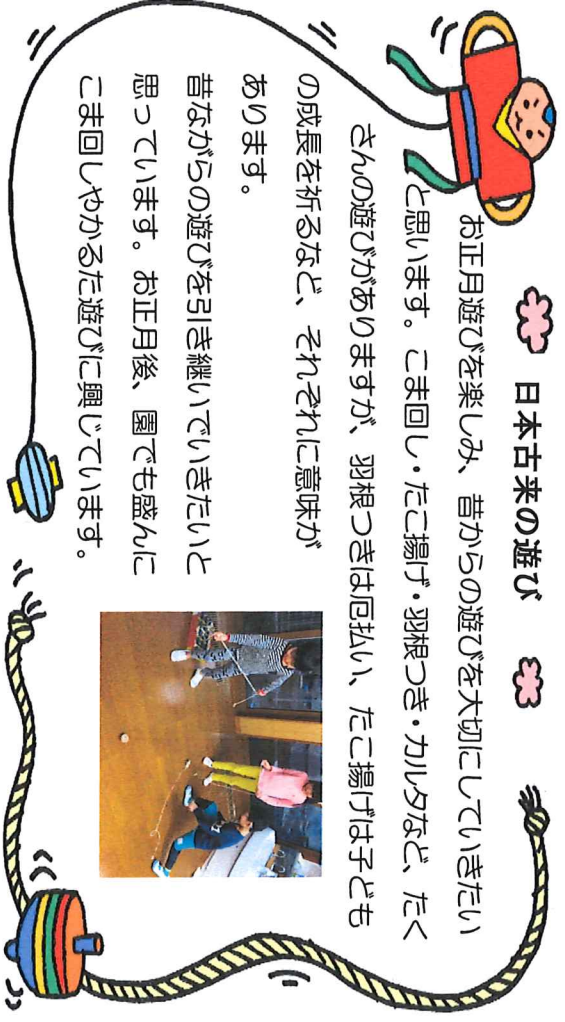 日本古来の遊び
お正月遊びを楽しみ、昔からの遊びを大切にしていきたい
と思います。こま回し・たこ揚げ・羽根つき・カルタなど、たく
さんの遊びがありますが、羽根つきは厄払い、たこ揚げは子ども
の成長を祈るなど、それぞれに意味が
あります。
昔ながらの遊びを引き継いでいきたいと
思っています。お正月後、園でも盛んに
こま回しやかるた遊びに興じています。